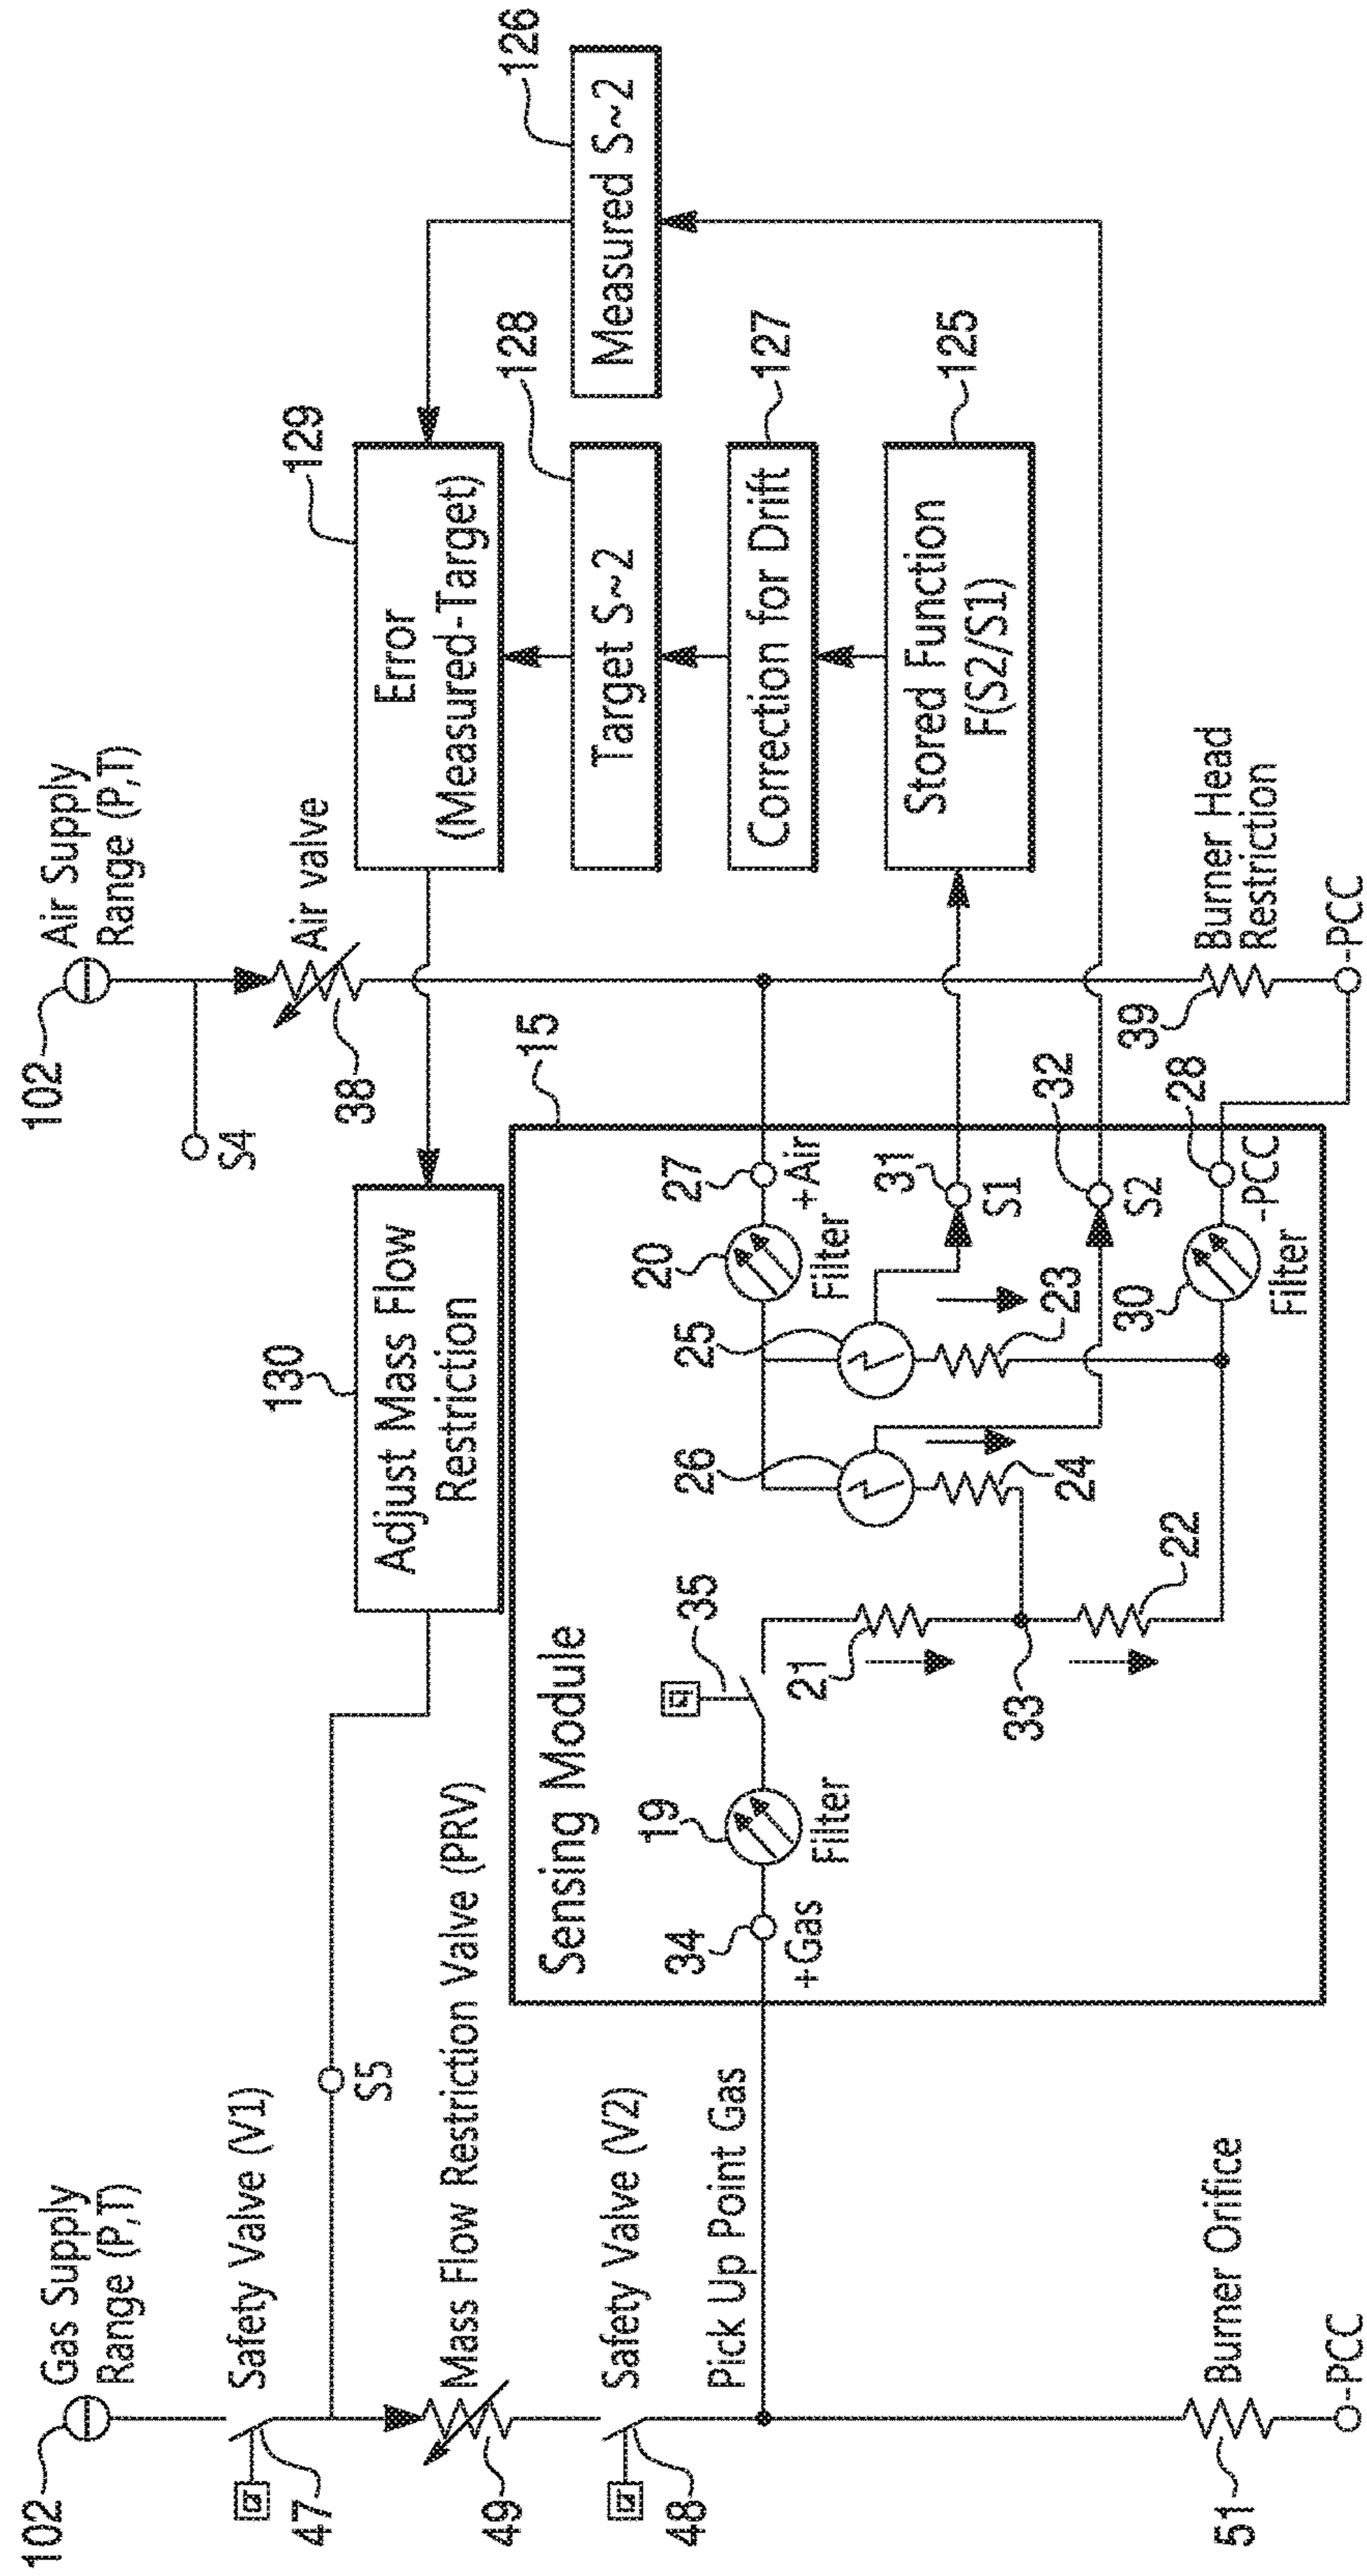 102
Gas Supply
Range (P,T)
Safety Valve (V1)
47
S5
Mass Flow Restriction Valve (PRV)
49
Safety Valve (V2)
48
Pick Up Point Gas
Burner Orifice
51
-PCC
102
Air Supply
Range (P,T)
S4
Air valve
38
130
Adjust Mass Flow
Restriction
129
Error
(Measured-Target)
126
Measured S~2
128
Target S~2
127
Correction for Drift
125
Stored Function
F(S2/S1)
15
Sensing Module
34
+Gas
19
Filter
35
21
33
22
26
24
25
23
20
Filter
27
+Air
31
S1
32
S2
30
Filter
28
-PCC
39
Burner Head
Restriction
-PCC